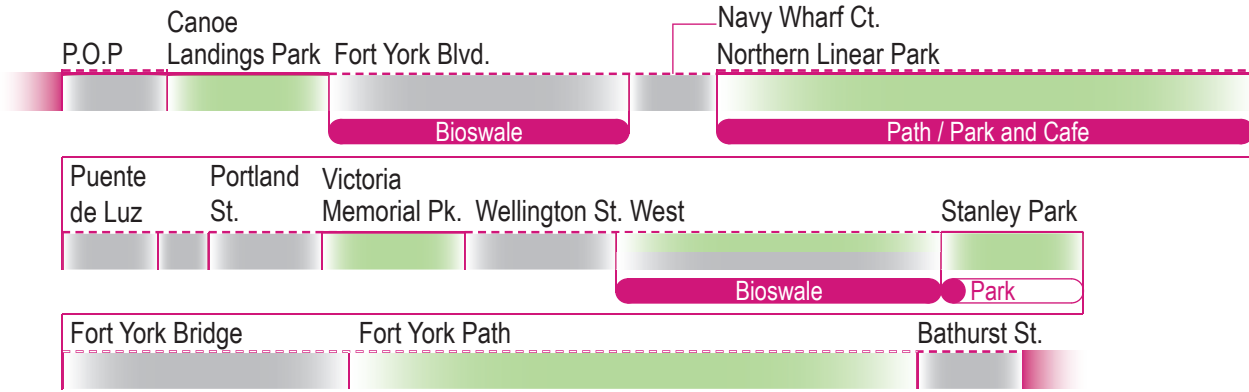 Canoe
Navy Wharf Ct.
P.O.P Landings Park Fort York Blvd. Northern Linear Park
Bioswale Path / Park and Cafe
Puente Portland Victoria
de Luz St. Memorial Pk. Wellington St. West Stanley Park
Bioswale Park
Fort York Bridge Fort York Path Bathurst St.